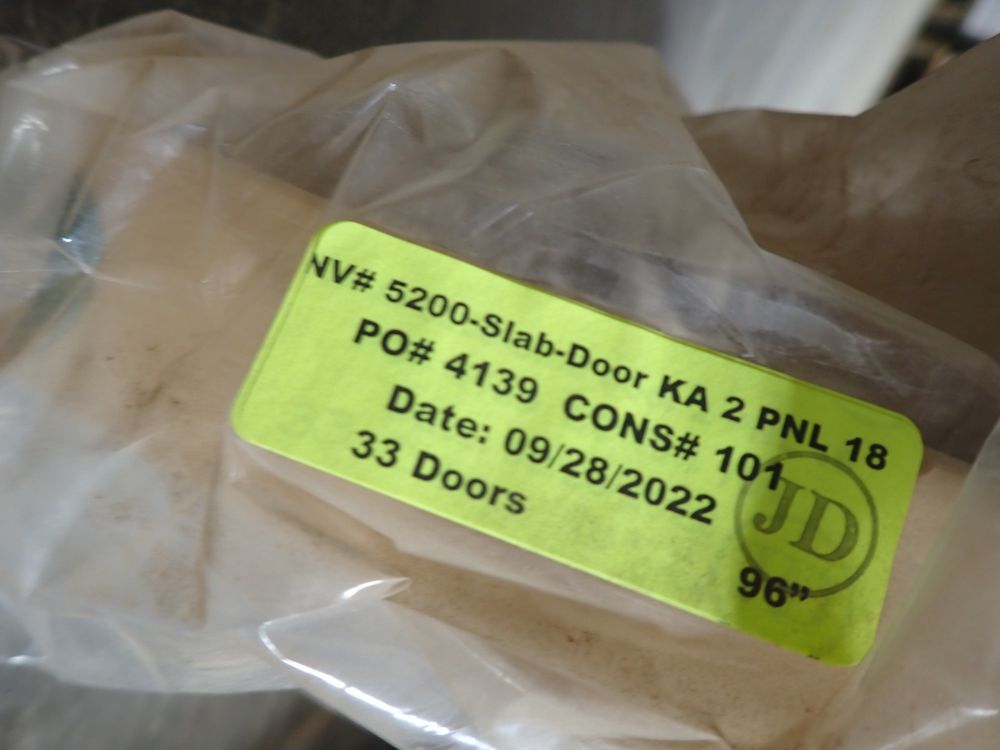 NV# 5200-Slab-Door KA 2 PNL 18
PO# 4139 CONS# 101
Date: 09/28/2022
33 Doors
JD
96”